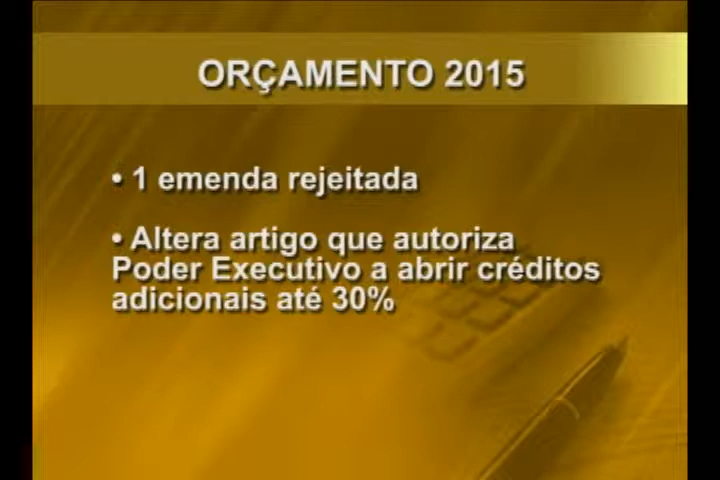 ORÇAMENTO 2015
• 1 emenda rejeitada
• Altera artigo que autoriza
Poder Executivo a abrir créditos
adicionais até 30%